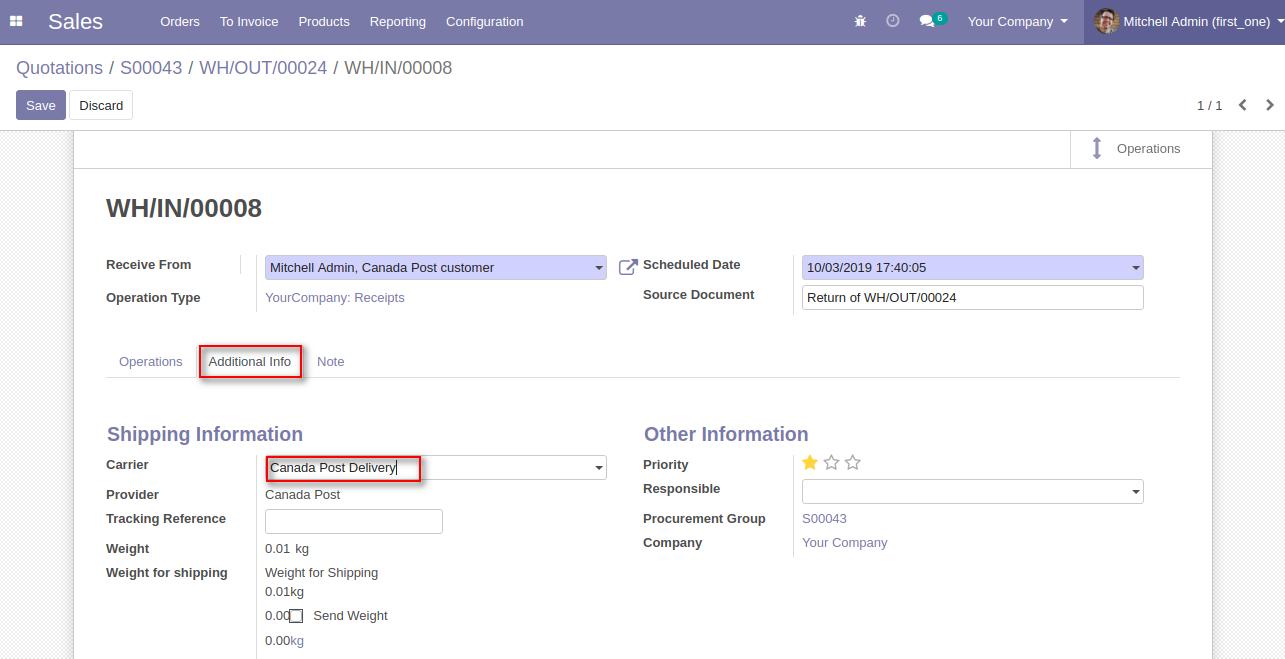 Sales Orders To Invoice Products Reporting Configuration 6 Your Company Mitchell Admin (first_one)
Quotations / S00043 / WH/OUT/00024 / WH/IN/00008
Save Discard 1 / 1
Operations
WH/IN/00008
Receive From Mitchell Admin, Canada Post customer Scheduled Date 10/03/2019 17:40:05
Operation Type YourCompany: Receipts Source Document Return of WH/OUT/00024
Operations Additional Info Note
Shipping Information
Carrier Canada Post Delivery
Provider Canada Post
Tracking Reference
Weight 0.01 kg
Weight for shipping Weight for Shipping
0.01kg
0.00 Send Weight
0.00kg
Other Information
Priority
Responsible
Procurement Group S00043
Company Your Company